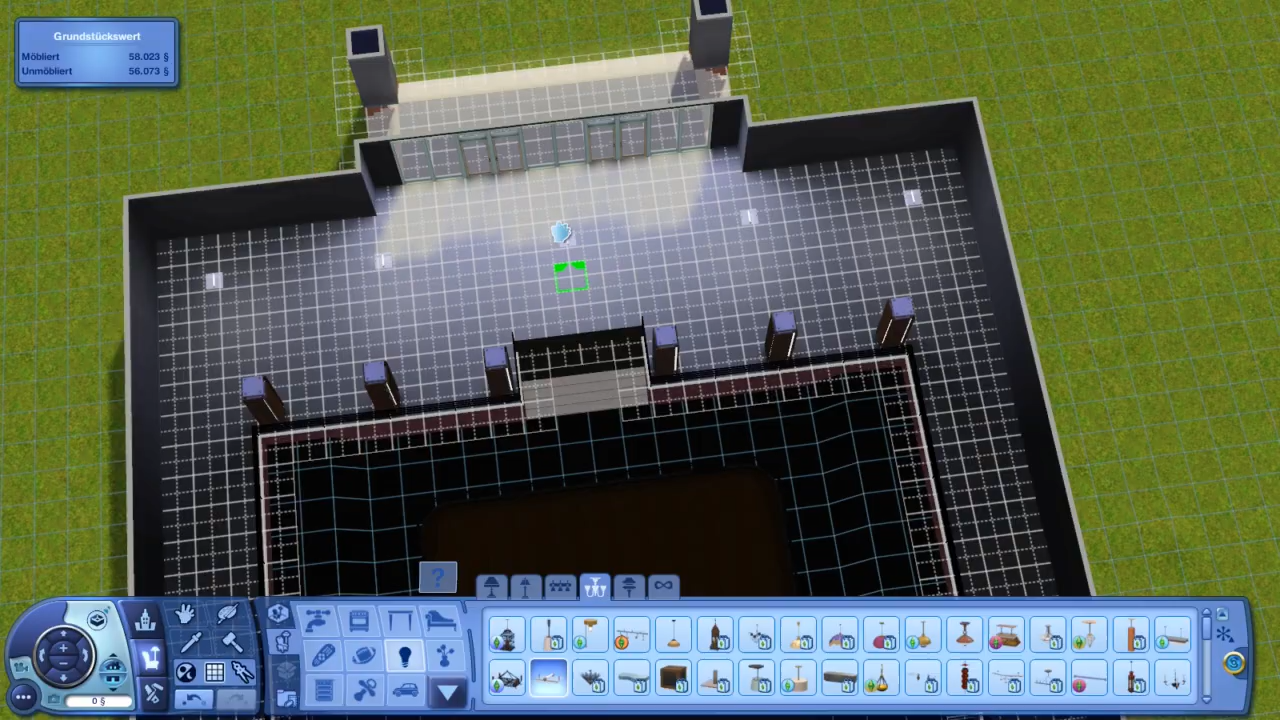 Grundstückswert
Möbliert 58.023 §
Unmöbliert 56.073 §
?
0 §